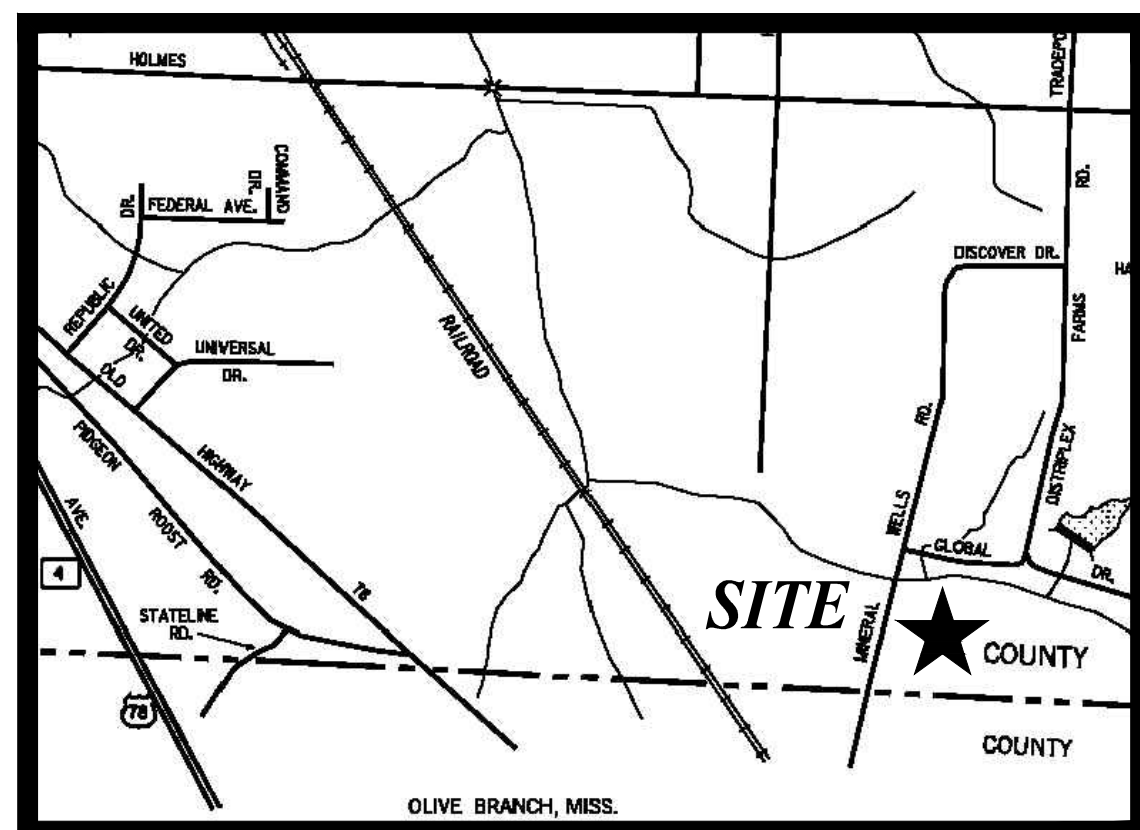 HOLMES
TRADEPO
COMMAND
DR.
DR.
FEDERAL AVE.
RD.
DISCOVER DR.
HA
REPUBLIC
UNITED
DR.
FARMS
RAILROAD
UNIVERSAL
DR.
OLD
RD.
PIDGEON
HIGHWAY
DISTRIPLEX
AVE.
ROOST
WELLS
GLOBAL
4
RD.
78
DR.
SITE
STATELINE
RD.
MINERAL
COUNTY
78
COUNTY
OLIVE BRANCH, MISS.